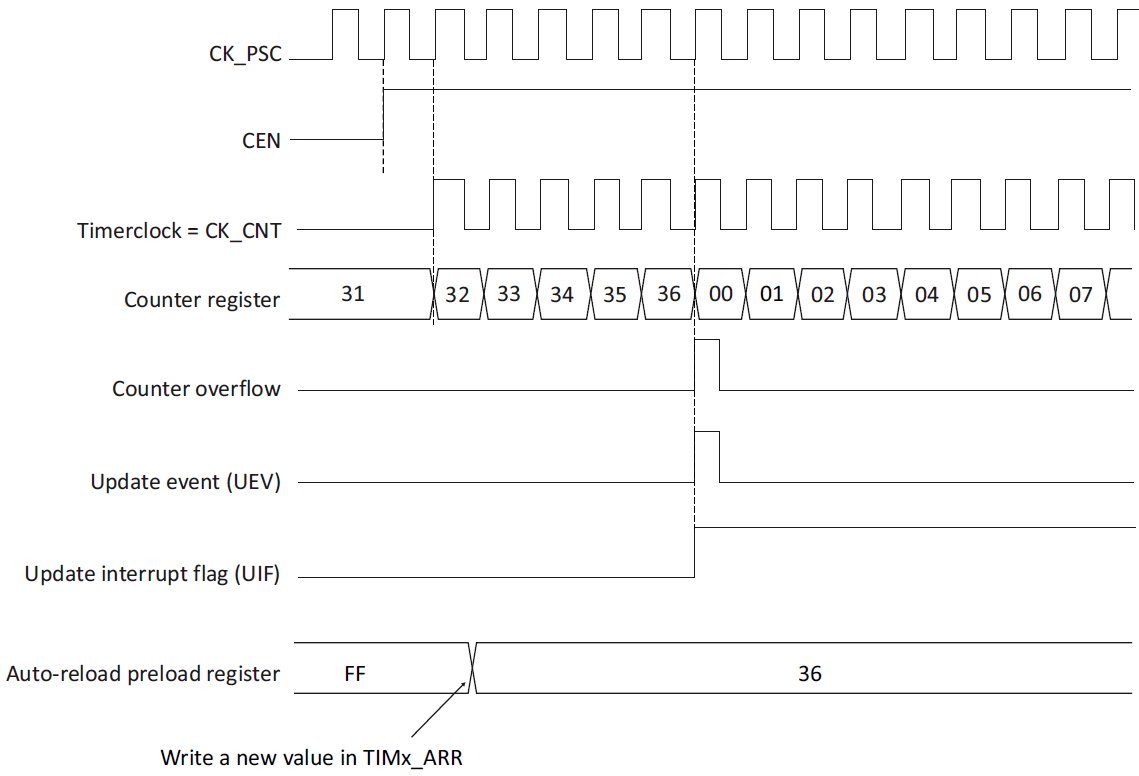 CK_PSC
CEN
Timerclock = CK_CNT
Counter register 31 32 33 34 35 36 00 01 02 03 04 05 06 07
Counter overflow
Update event (UEV)
Update interrupt flag (UIF)
Auto-reload preload register FF 36
Write a new value in TIMx_ARR